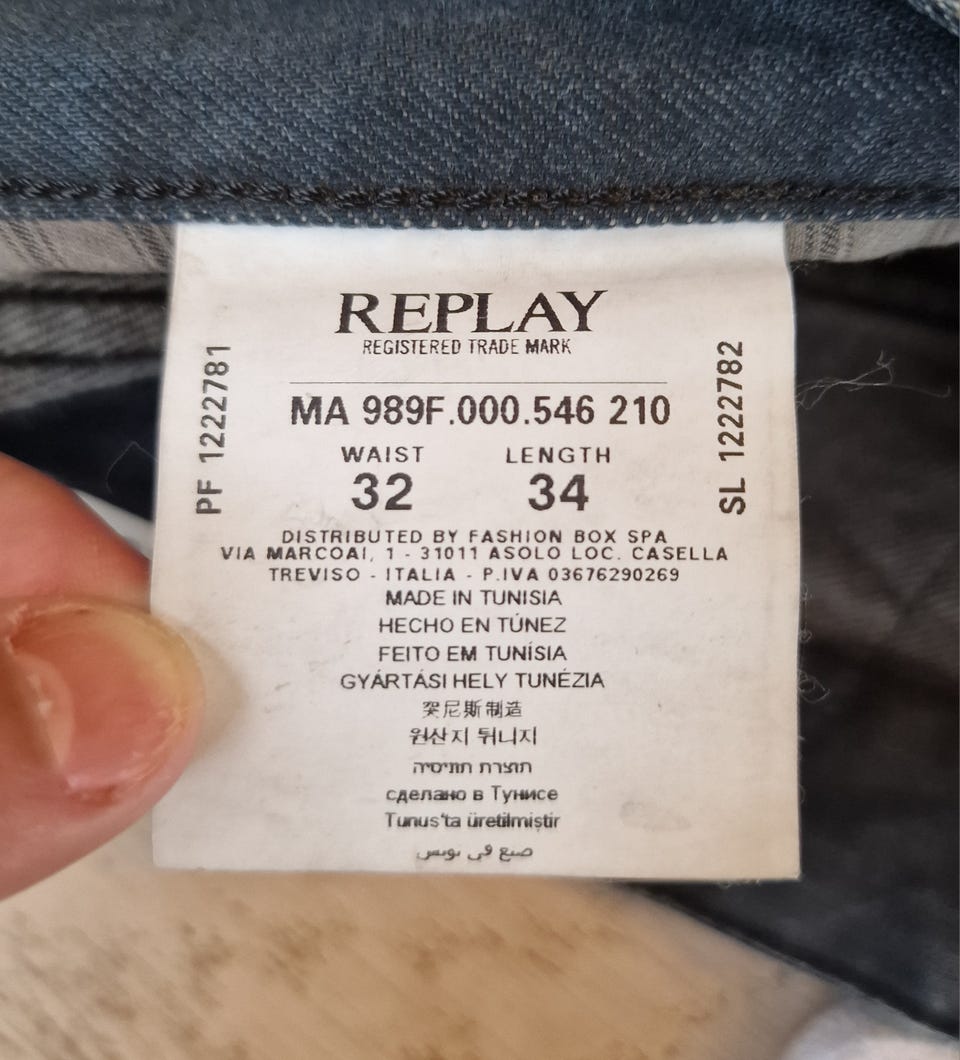 REPLAY
REGISTERED TRADE MARK
MA 989F.000.546 210
WAIST LENGTH
32 34
PF 1222781
SL 1222782
DISTRIBUTED BY FASHION BOX SPA
VIA MARCOAI, 1 - 31011 ASOLO LOC. CASELLA
TREVISO - ITALIA - P.IVA 03676290269
MADE IN TUNISIA
HECHO EN TÚNEZ
FEITO EM TUNÍSIA
GYÁRTÁSI HELY TUNÉZIA
突尼斯制造
원산지 튀니지
תוצרת תוניסיה
сделано в Тунисе
Tunus'ta üretilmiştir
صنع في تونس